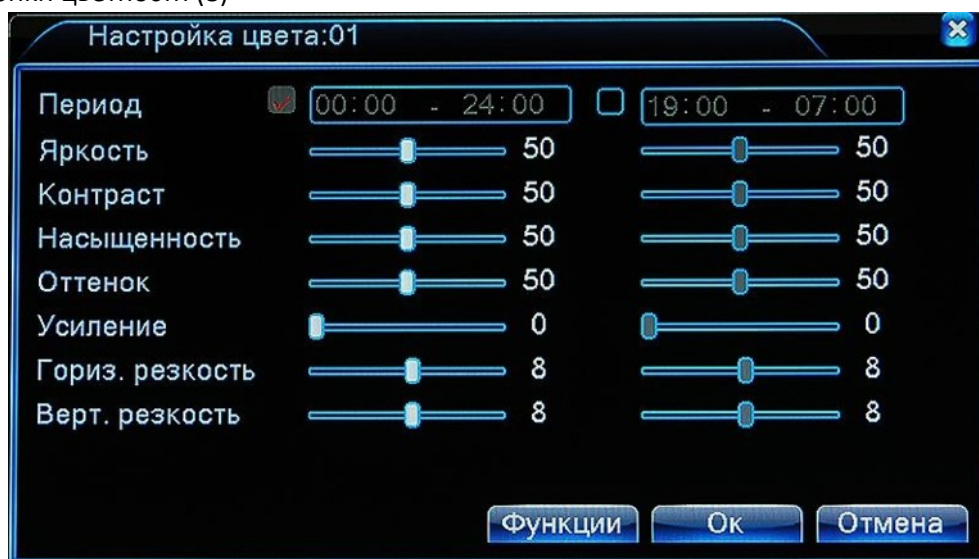 Настройка цвета:01
Период 00:00 - 24:00 19:00 - 07:00
Яркость 50 50
Контраст 50 50
Насыщенность 50 50
Оттенок 50 50
Усиление 0 0
Гориз. резкость 8 8
Верт. резкость 8 8
Функции Ок Отмена